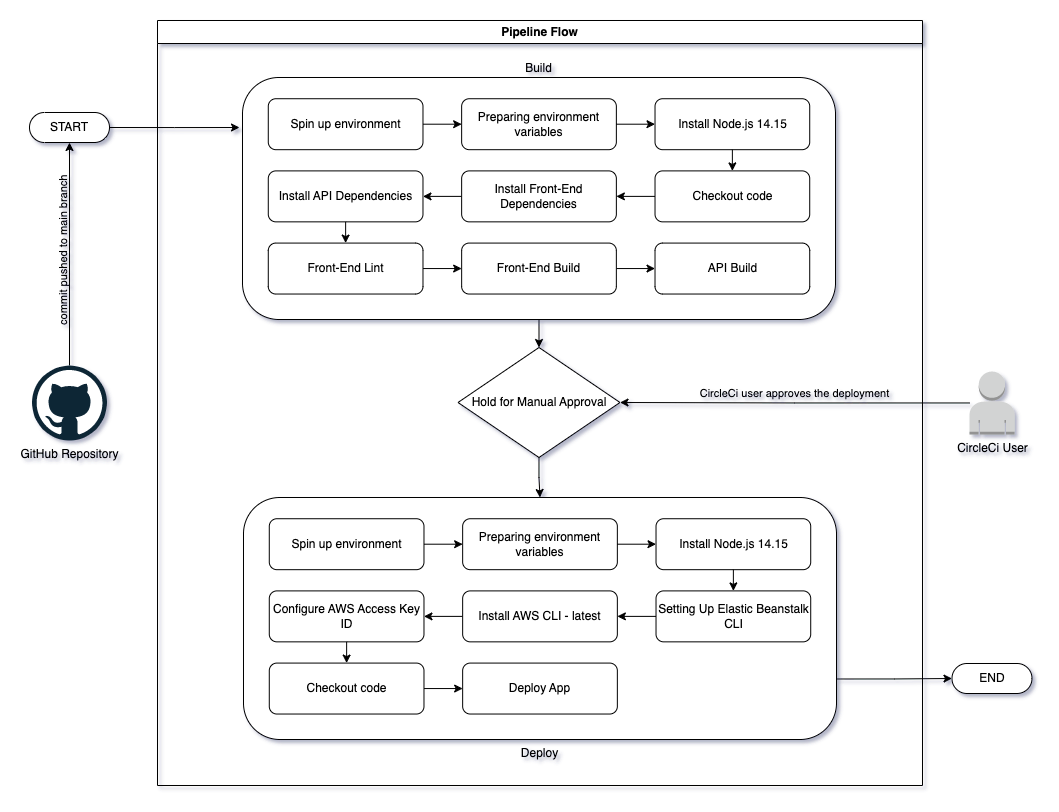 Pipeline Flow
Build
START
Spin up environment
Preparing environment
variables
Install Node.js 14.15
Install API Dependencies
Install Front-End
Dependencies
Checkout code
Front-End Lint
Front-End Build
API Build
commit pushed to main branch
GitHub Repository
Hold for Manual Approval
CircleCi user approves the deployment
CircleCi User
Spin up environment
Preparing environment
variables
Install Node.js 14.15
Configure AWS Access Key
ID
Install AWS CLI - latest
Setting Up Elastic Beanstalk
CLI
Checkout code
Deploy App
END
Deploy